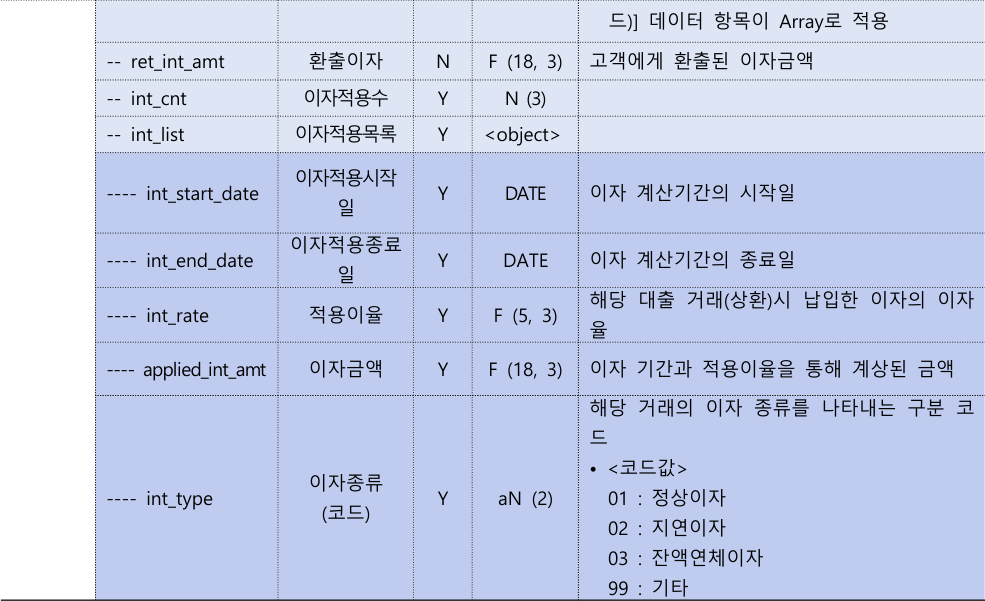 드)] 데이터 항목이 Array로 적용
-- ret_int_amt 환출이자 N F (18, 3) 고객에게 환출된 이자금액
-- int_cnt 이자적용수 Y N (3)
-- int_list 이자적용목록 Y <object>
---- int_start_date 이자적용시작
일 Y DATE 이자 계산기간의 시작일
---- int_end_date 이자적용종료
일 Y DATE 이자 계산기간의 종료일
---- int_rate 적용이율 Y F (5, 3) 해당 대출 거래(상환)시 납입한 이자의 이자
율
---- applied_int_amt 이자금액 Y F (18, 3) 이자 기간과 적용이율을 통해 계상된 금액
---- int_type 이자종류
(코드) Y aN (2) 해당 거래의 이자 종류를 나타내는 구분 코
드
• <코드값>
01 : 정상이자
02 : 지연이자
03 : 잔액연체이자
99 : 기타